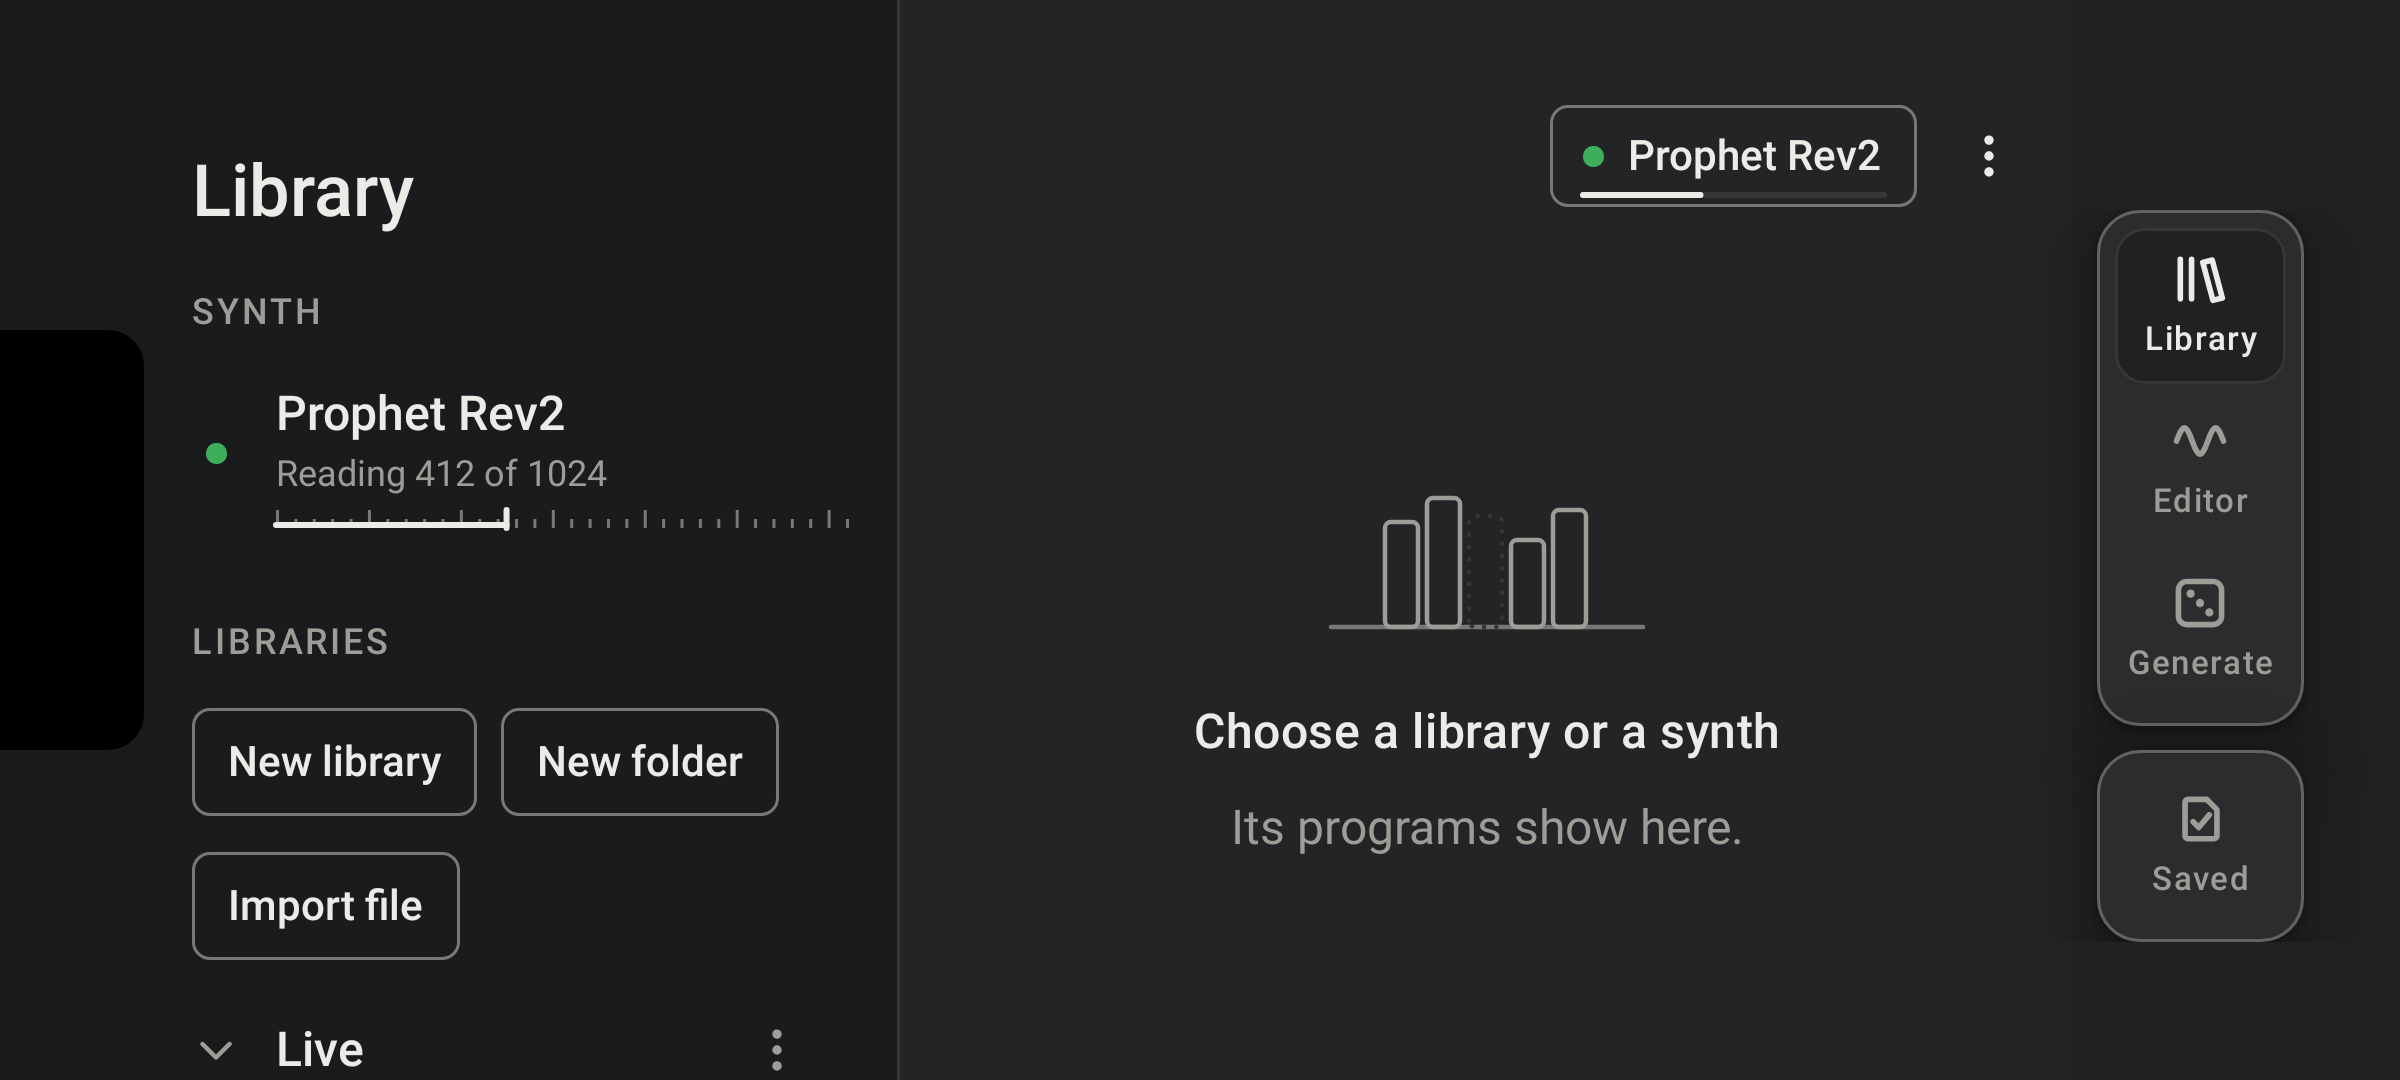 Library
SYNTH
Prophet Rev2
Reading 412 of 1024
LIBRARIES
New library
New folder
Import file
Live
Prophet Rev2
Choose a library or a synth
Its programs show here.
Library
Editor
Generate
Saved